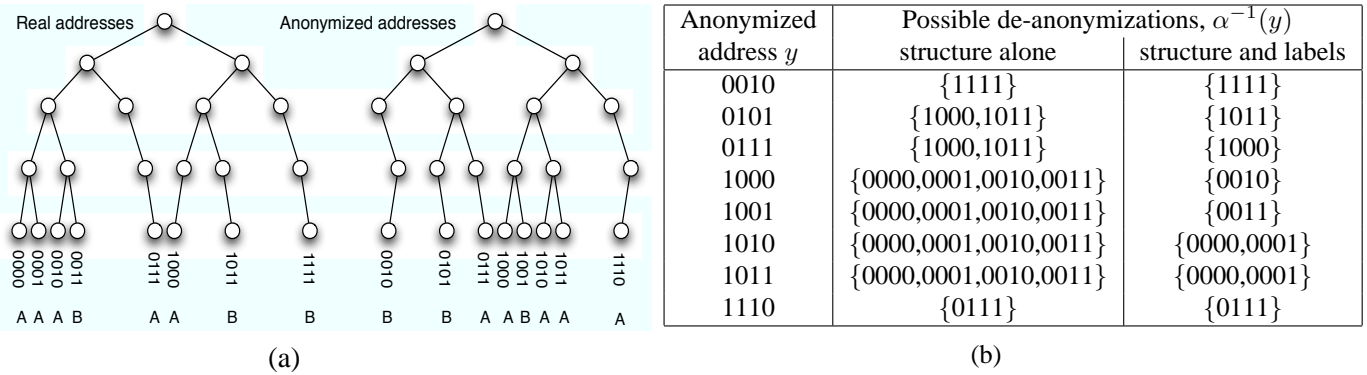 Real addresses Anonymized addresses
0000 0001 0010 0011 0111 1000 1011 1111 0010 0101 0111 1000 1001 1010 1011 1110
A A A B A A B B B B A A B A A A
(a)
Anonymized Possible de-anonymizations, α⁻¹(y)
address y structure alone structure and labels
0010 {1111} {1111}
0101 {1000,1011} {1011}
0111 {1000,1011} {1000}
1000 {0000,0001,0010,0011} {0010}
1001 {0000,0001,0010,0011} {0011}
1010 {0000,0001,0010,0011} {0000,0001}
1011 {0000,0001,0010,0011} {0000,0001}
1110 {0111} {0111}
(b)